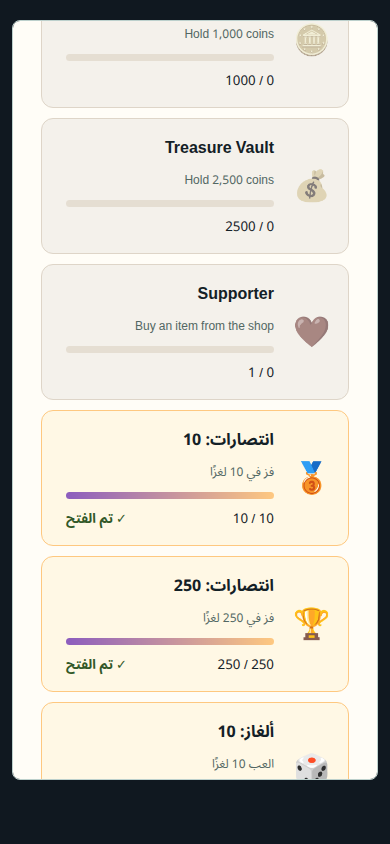 Hold 1,000 coins
1000 / 0
Treasure Vault
Hold 2,500 coins
2500 / 0
Supporter
Buy an item from the shop
1 / 0
انتصارات: 10
فز في 10 لغزًا
10 / 10 ✓ تم الفتح
انتصارات: 250
فز في 250 لغزًا
250 / 250 ✓ تم الفتح
ألغاز: 10
العب 10 لغزًا